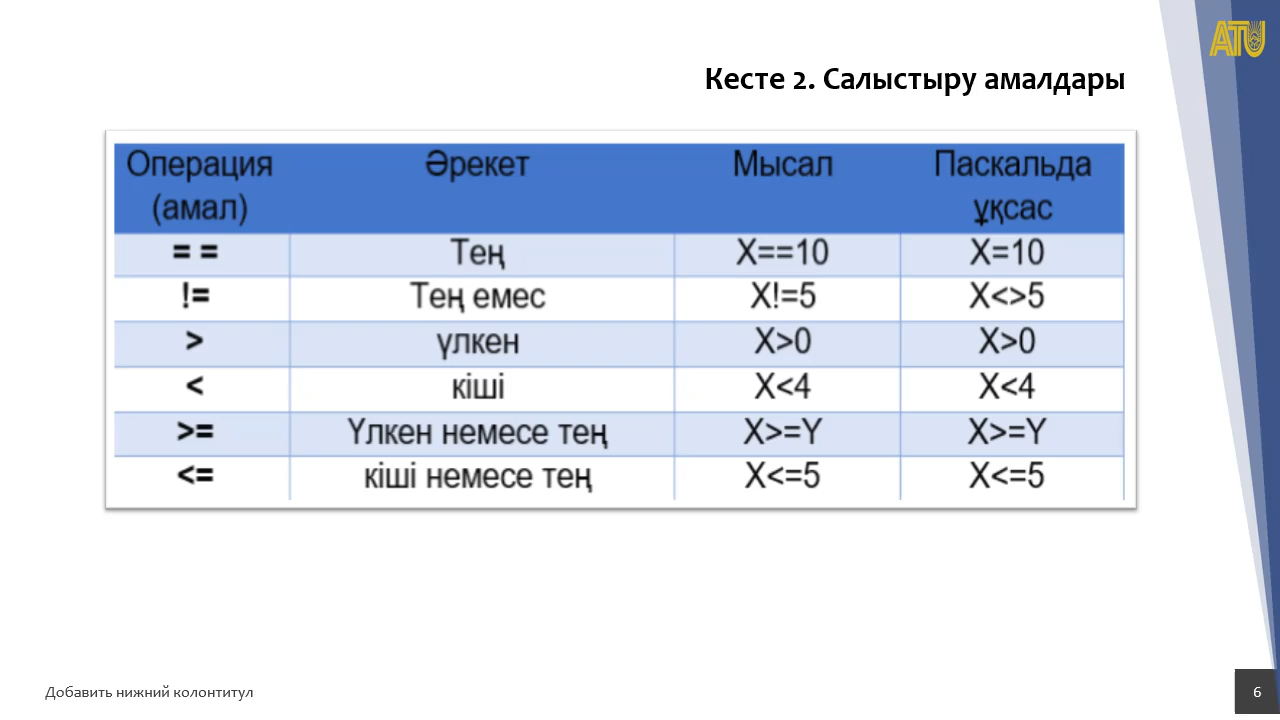 ATU
Кесте 2. Салыстыру амалдары
Операция (амал) Әрекет Мысал Паскальда ұқсас
= = Тең X==10 X=10
!= Тең емес X!=5 X<>5
> үлкен X>0 X>0
< кіші X<4 X<4
>= Үлкен немесе тең X>=Y X>=Y
<= кіші немесе тең X<=5 X<=5
Добавить нижний колонтитул
6